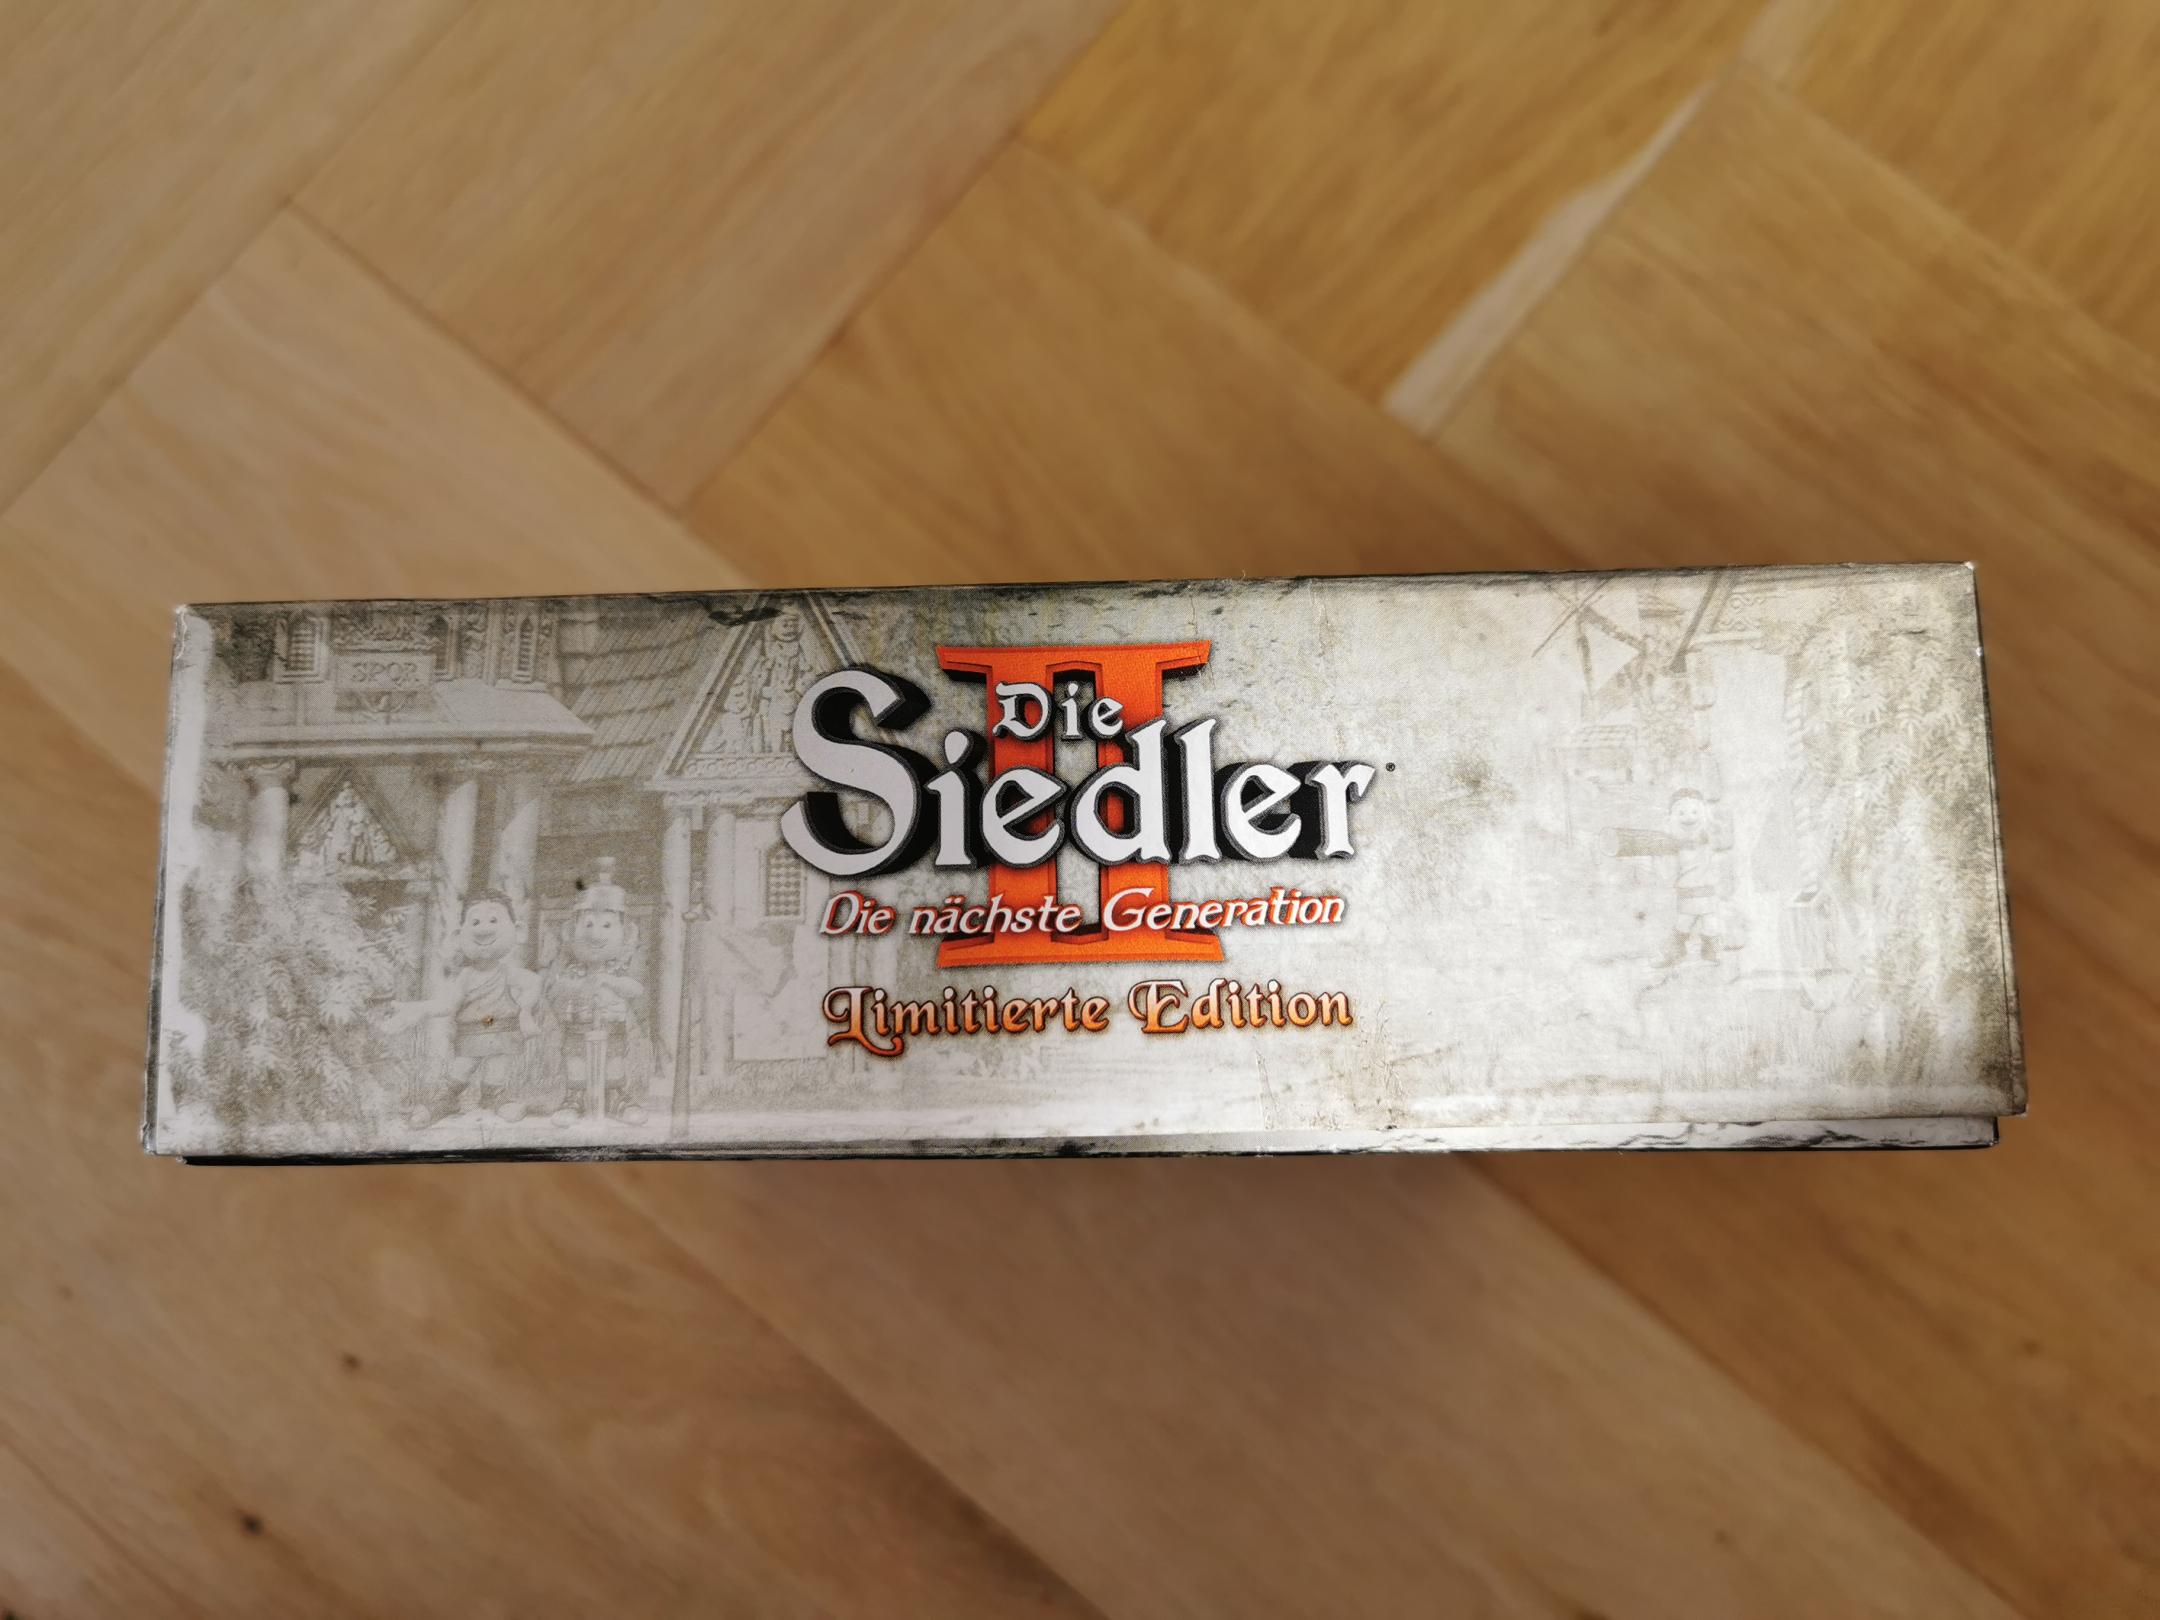 SPQR
II
Die
Siedler
Die nächste Generation
Limitierte Edition